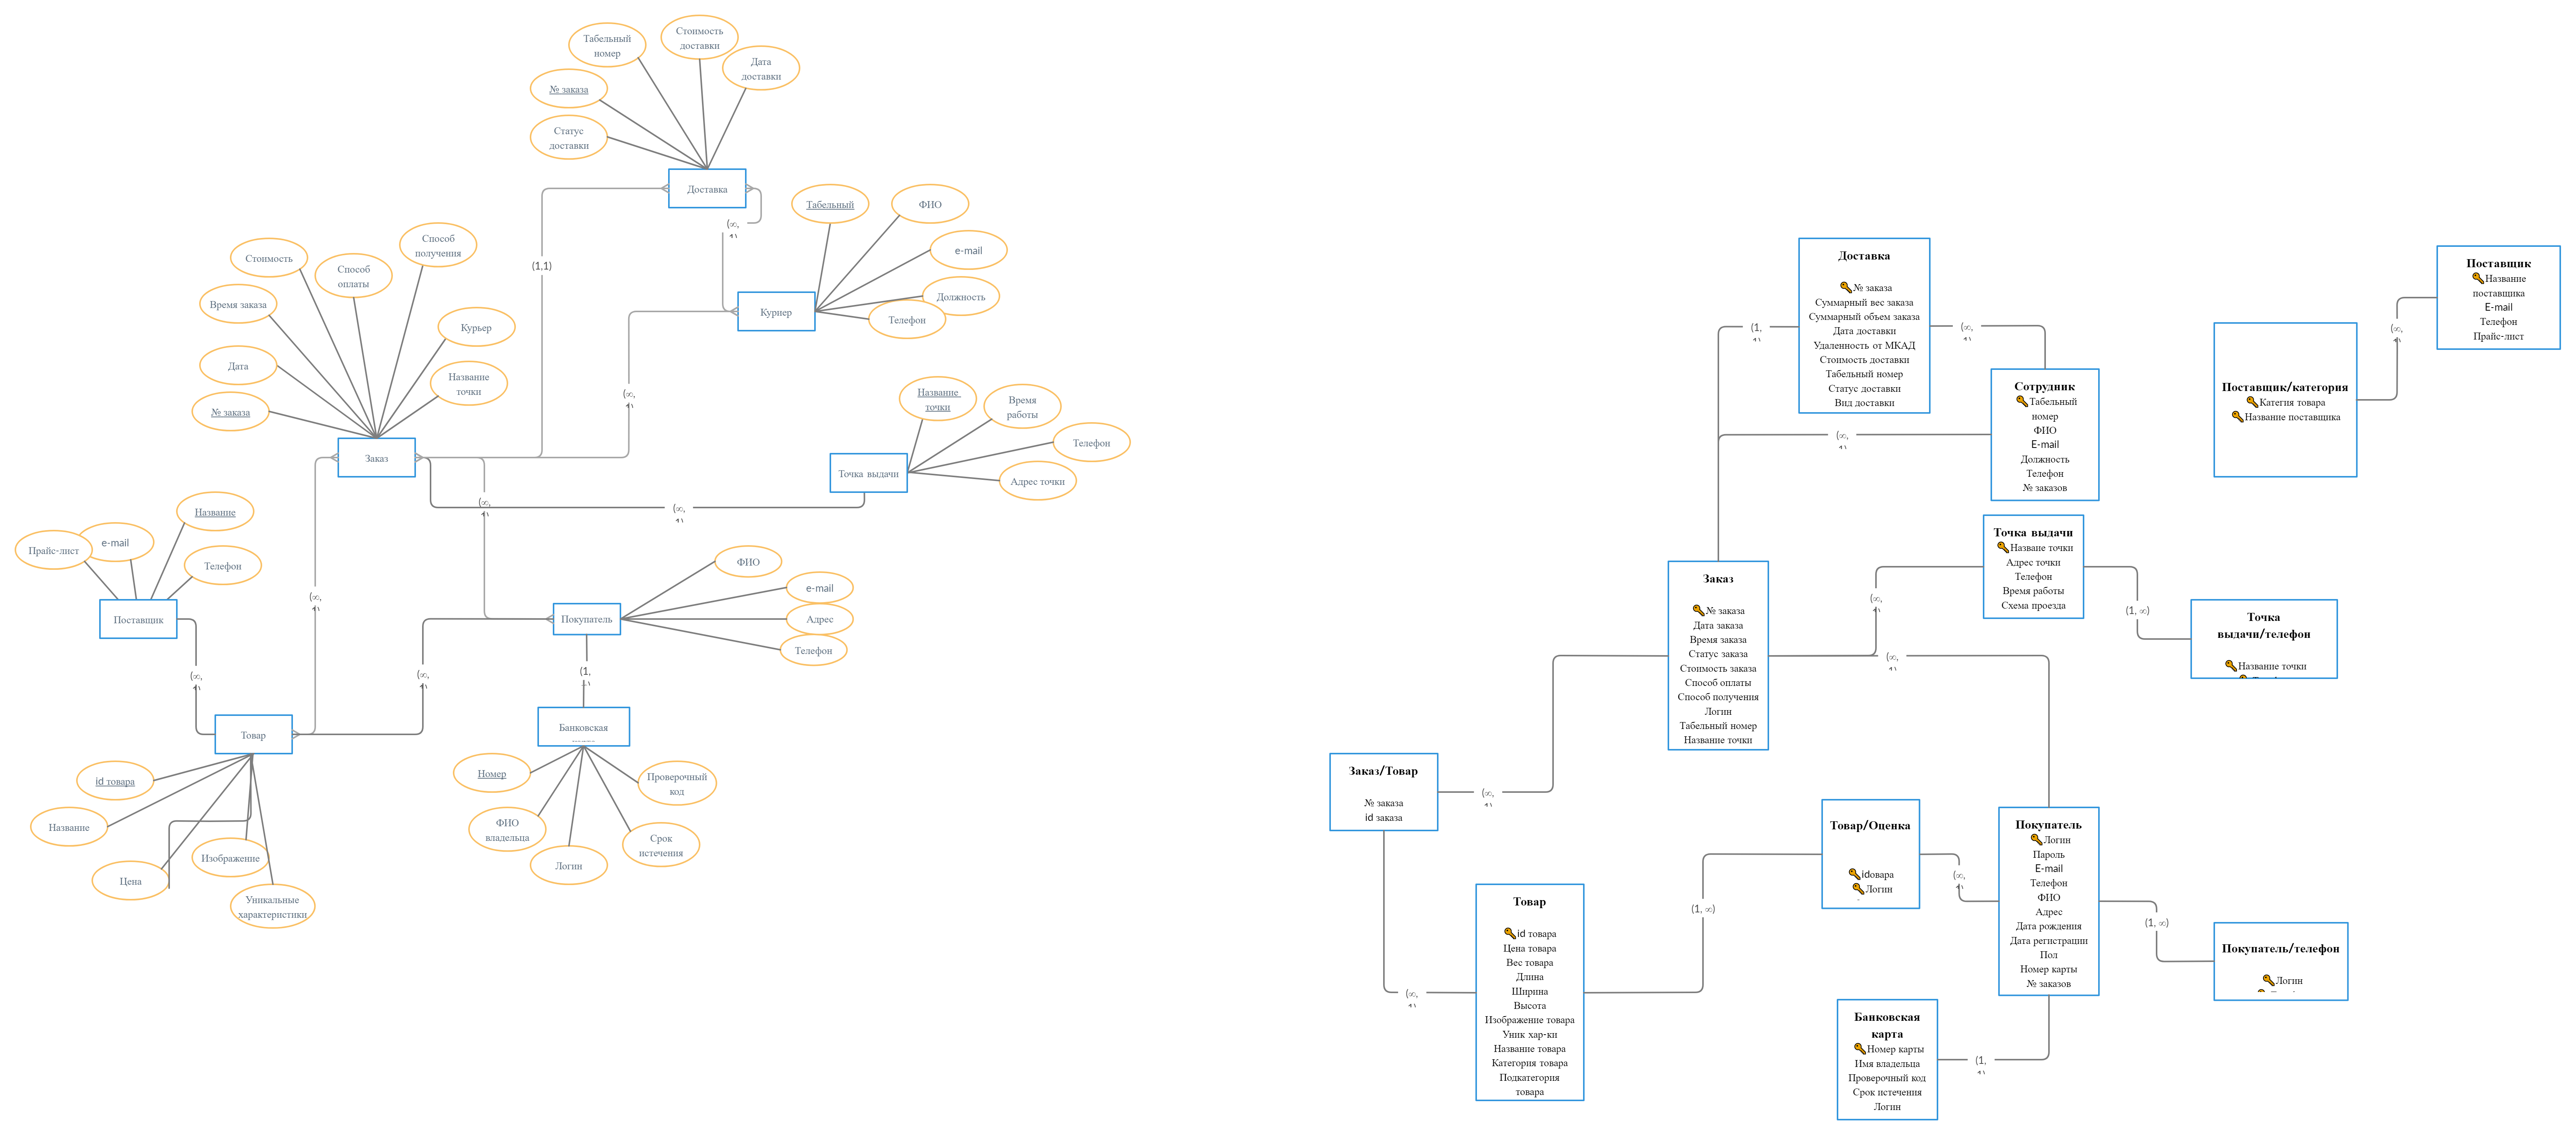 Стоимость
доставки
Табельный
номер
Дата
доставки
№ заказа
Статус
доставки
Доставка
(∞,
Табельный
ФИО
e-mail
Должность
Телефон
Курьер
(1,1)
Способ
получения
Стоимость
Способ
оплаты
Время заказа
Курьер
Дата
Название
точки
№ заказа
Заказ
(∞,
Название
точки
Время
работы
Телефон
Адрес точки
Точка выдачи
(∞,
(∞,
Название
e-mail
Прайс-лист
Телефон
Поставщик
(∞,
(∞,
(∞,
ФИО
e-mail
Адрес
Телефон
Покупатель
(1,
Товар
Банковская
id товара
Название
Цена
Изображение
Уникальные
характеристики
Номер
ФИО
владельца
Логин
Срок
истечения
Проверочный
код
Доставка
№ заказа
Суммарный вес заказа
Суммарный объем заказа
Дата доставки
Удаленность от МКАД
Стоимость доставки
Табельный номер
Статус доставки
Вид доставки
(1,
(∞,
(∞,
Сотрудник
Табельный
номер
ФИО
E-mail
Должность
Телефон
№ заказов
Поставщик
Название
поставщика
E-mail
Телефон
Прайс-лист
(∞,
Поставщик/категория
Категия товара
Название поставщика
Точка выдачи
Назваие точки
Адрес точки
Телефон
Время работы
Схема проезда
(1, ∞)
Точка
выдачи/телефон
Название точки
Заказ
№ заказа
Дата заказа
Время заказа
Статус заказа
Стоимость заказа
Способ оплаты
Способ получения
Логин
Табельный номер
Название точки
(∞,
(∞,
Заказ/Товар
№ заказа
id заказа
(∞,
(∞,
Товар
id товара
Цена товара
Вес товара
Длина
Ширина
Высота
Изображение товара
Уник хар-ки
Название товара
Категория товара
Подкатегория
товара
(1, ∞)
Товар/Оценка
idовара
Логин
(∞,
Покупатель
Логин
Пароль
E-mail
Телефон
ФИО
Адрес
Дата рождения
Дата регистрации
Пол
Номер карты
№ заказов
(1, ∞)
Покупатель/телефон
Логин
Банковская
карта
Номер карты
Имя владельца
Проверочный код
Срок истечения
Логин
(1,